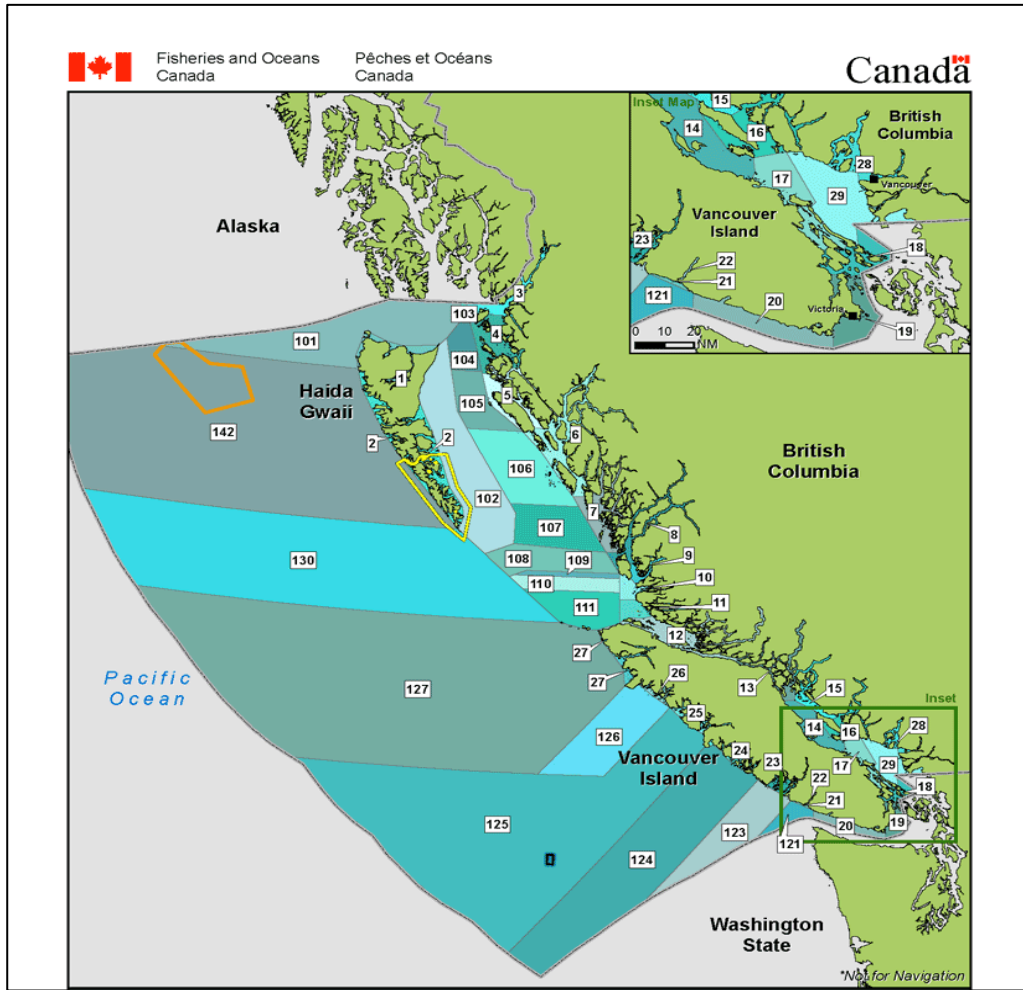 Fisheries and Oceans
Canada
Pêches et Océans
Canada
Canada
Inset Map
15
14
16
British
Columbia
28
Vancouver
17
29
Vancouver
Island
23
22
21
18
121
20
Victoria
19
0 10 20
NM
Alaska
3
103
101
4
104
1
Haida
Gwaii
105
5
142
2
2
6
106
102
British
Columbia
7
107
8
130
108
109
9
110
10
111
11
12
27
Pacific
Ocean
127
27
26
13
15
Inset
25
14
16
28
126
Vancouver
Island
24
23
17
29
22
18
125
21
123
20
19
121
124
Washington
State
*Not for Navigation